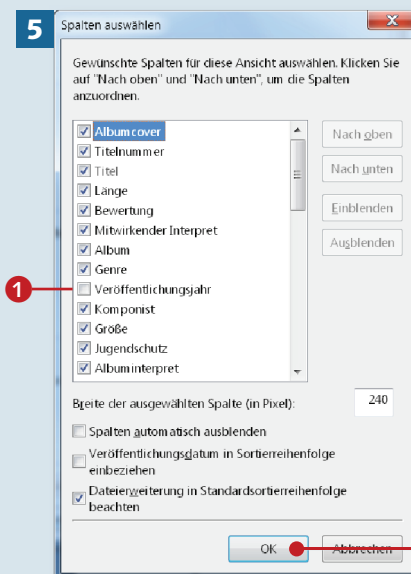 5
Spalten auswählen
Gewünschte Spalten für diese Ansicht auswählen. Klicken Sie
auf "Nach oben" und "Nach unten", um die Spalten
anzuordnen.
Albumcover
Titelnummer
Titel
Länge
Bewertung
Mitwirkender Interpret
Album
Genre
1
Veröffentlichungsjahr
Komponist
Größe
Jugendschutz
Albuminterpret
Nach oben
Nach unten
Einblenden
Ausblenden
Breite der ausgewählten Spalte (in Pixel):
240
Spalten automatisch ausblenden
Veröffentlichungsdatum in Sortierreihenfolge
einbeziehen
Dateierweiterung in Standardsortierreihenfolge
beachten
OK
Abbrechen